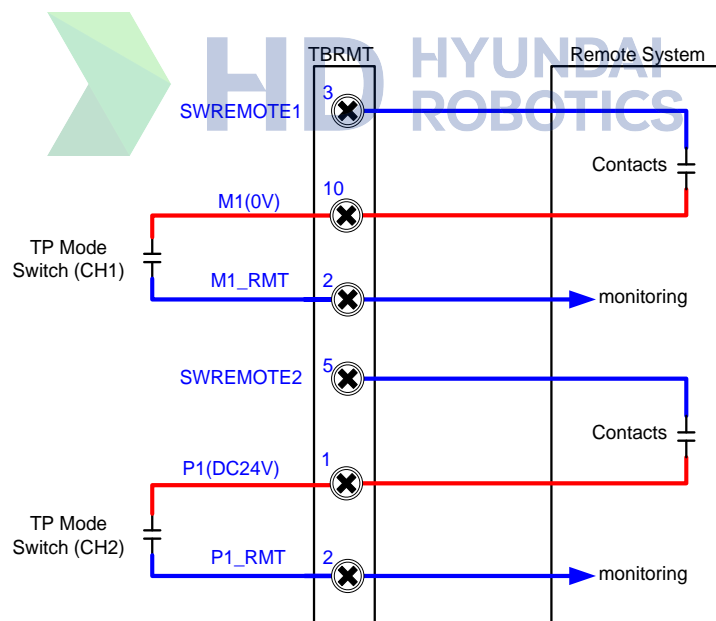 HD HYUNDAI
ROBOTICS
TBRMT
Remote System
3
SWREMOTE1
Contacts
10
M1(0V)
TP Mode
Switch (CH1)
2
M1_RMT
monitoring
5
SWREMOTE2
Contacts
1
P1(DC24V)
TP Mode
Switch (CH2)
2
P1_RMT
monitoring